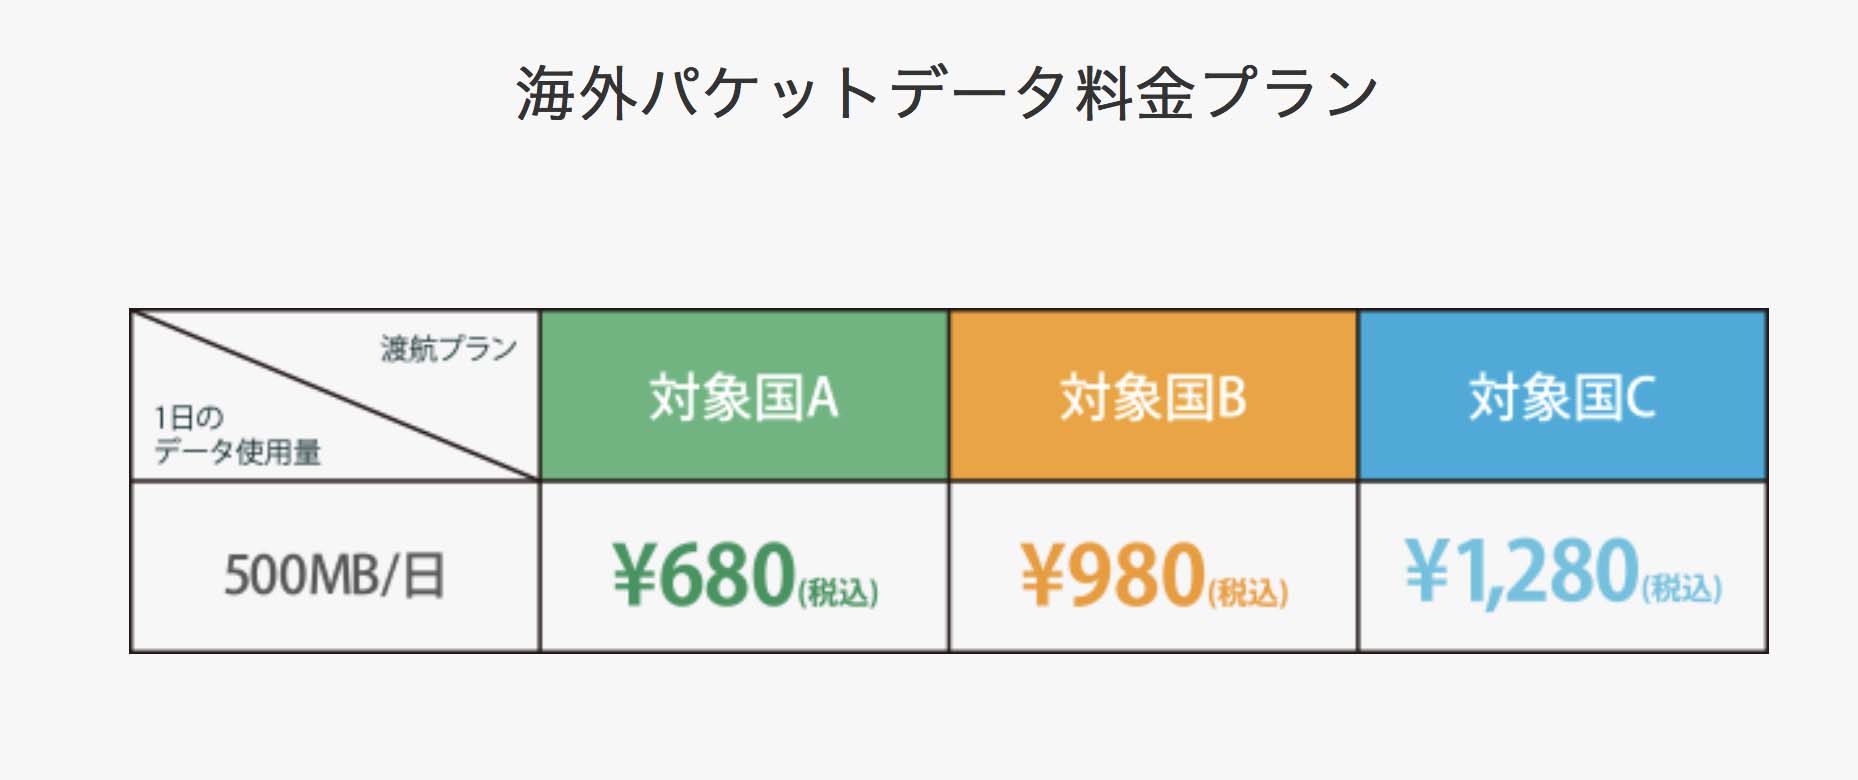 海外パケットデータ料金プラン
渡航プラン
1日の
データ使用量
対象国A
対象国B
対象国C
500MB/日
¥680(税込)
¥980(税込)
¥1,280(税込)